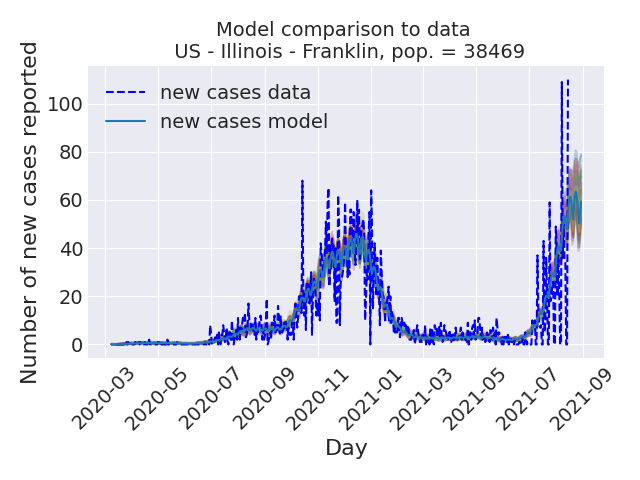 Model comparison to data
US - Illinois - Franklin, pop. = 38469
Number of new cases reported
new cases data
new cases model
100
80
60
40
20
0
2020-03
2020-05
2020-07
2020-09
2020-11
2021-01
2021-03
2021-05
2021-07
2021-09
Day